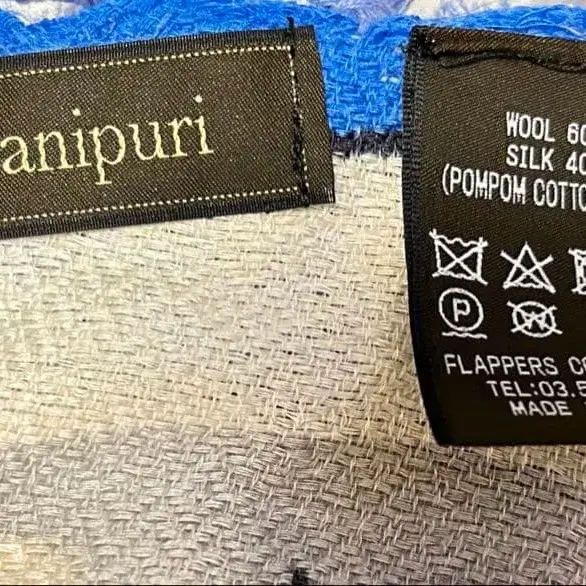 anipuri
WOOL 60
SILK 40
(POMPOM COTTO
P
W
FLAPPERS CO
TEL:03.5
MADE